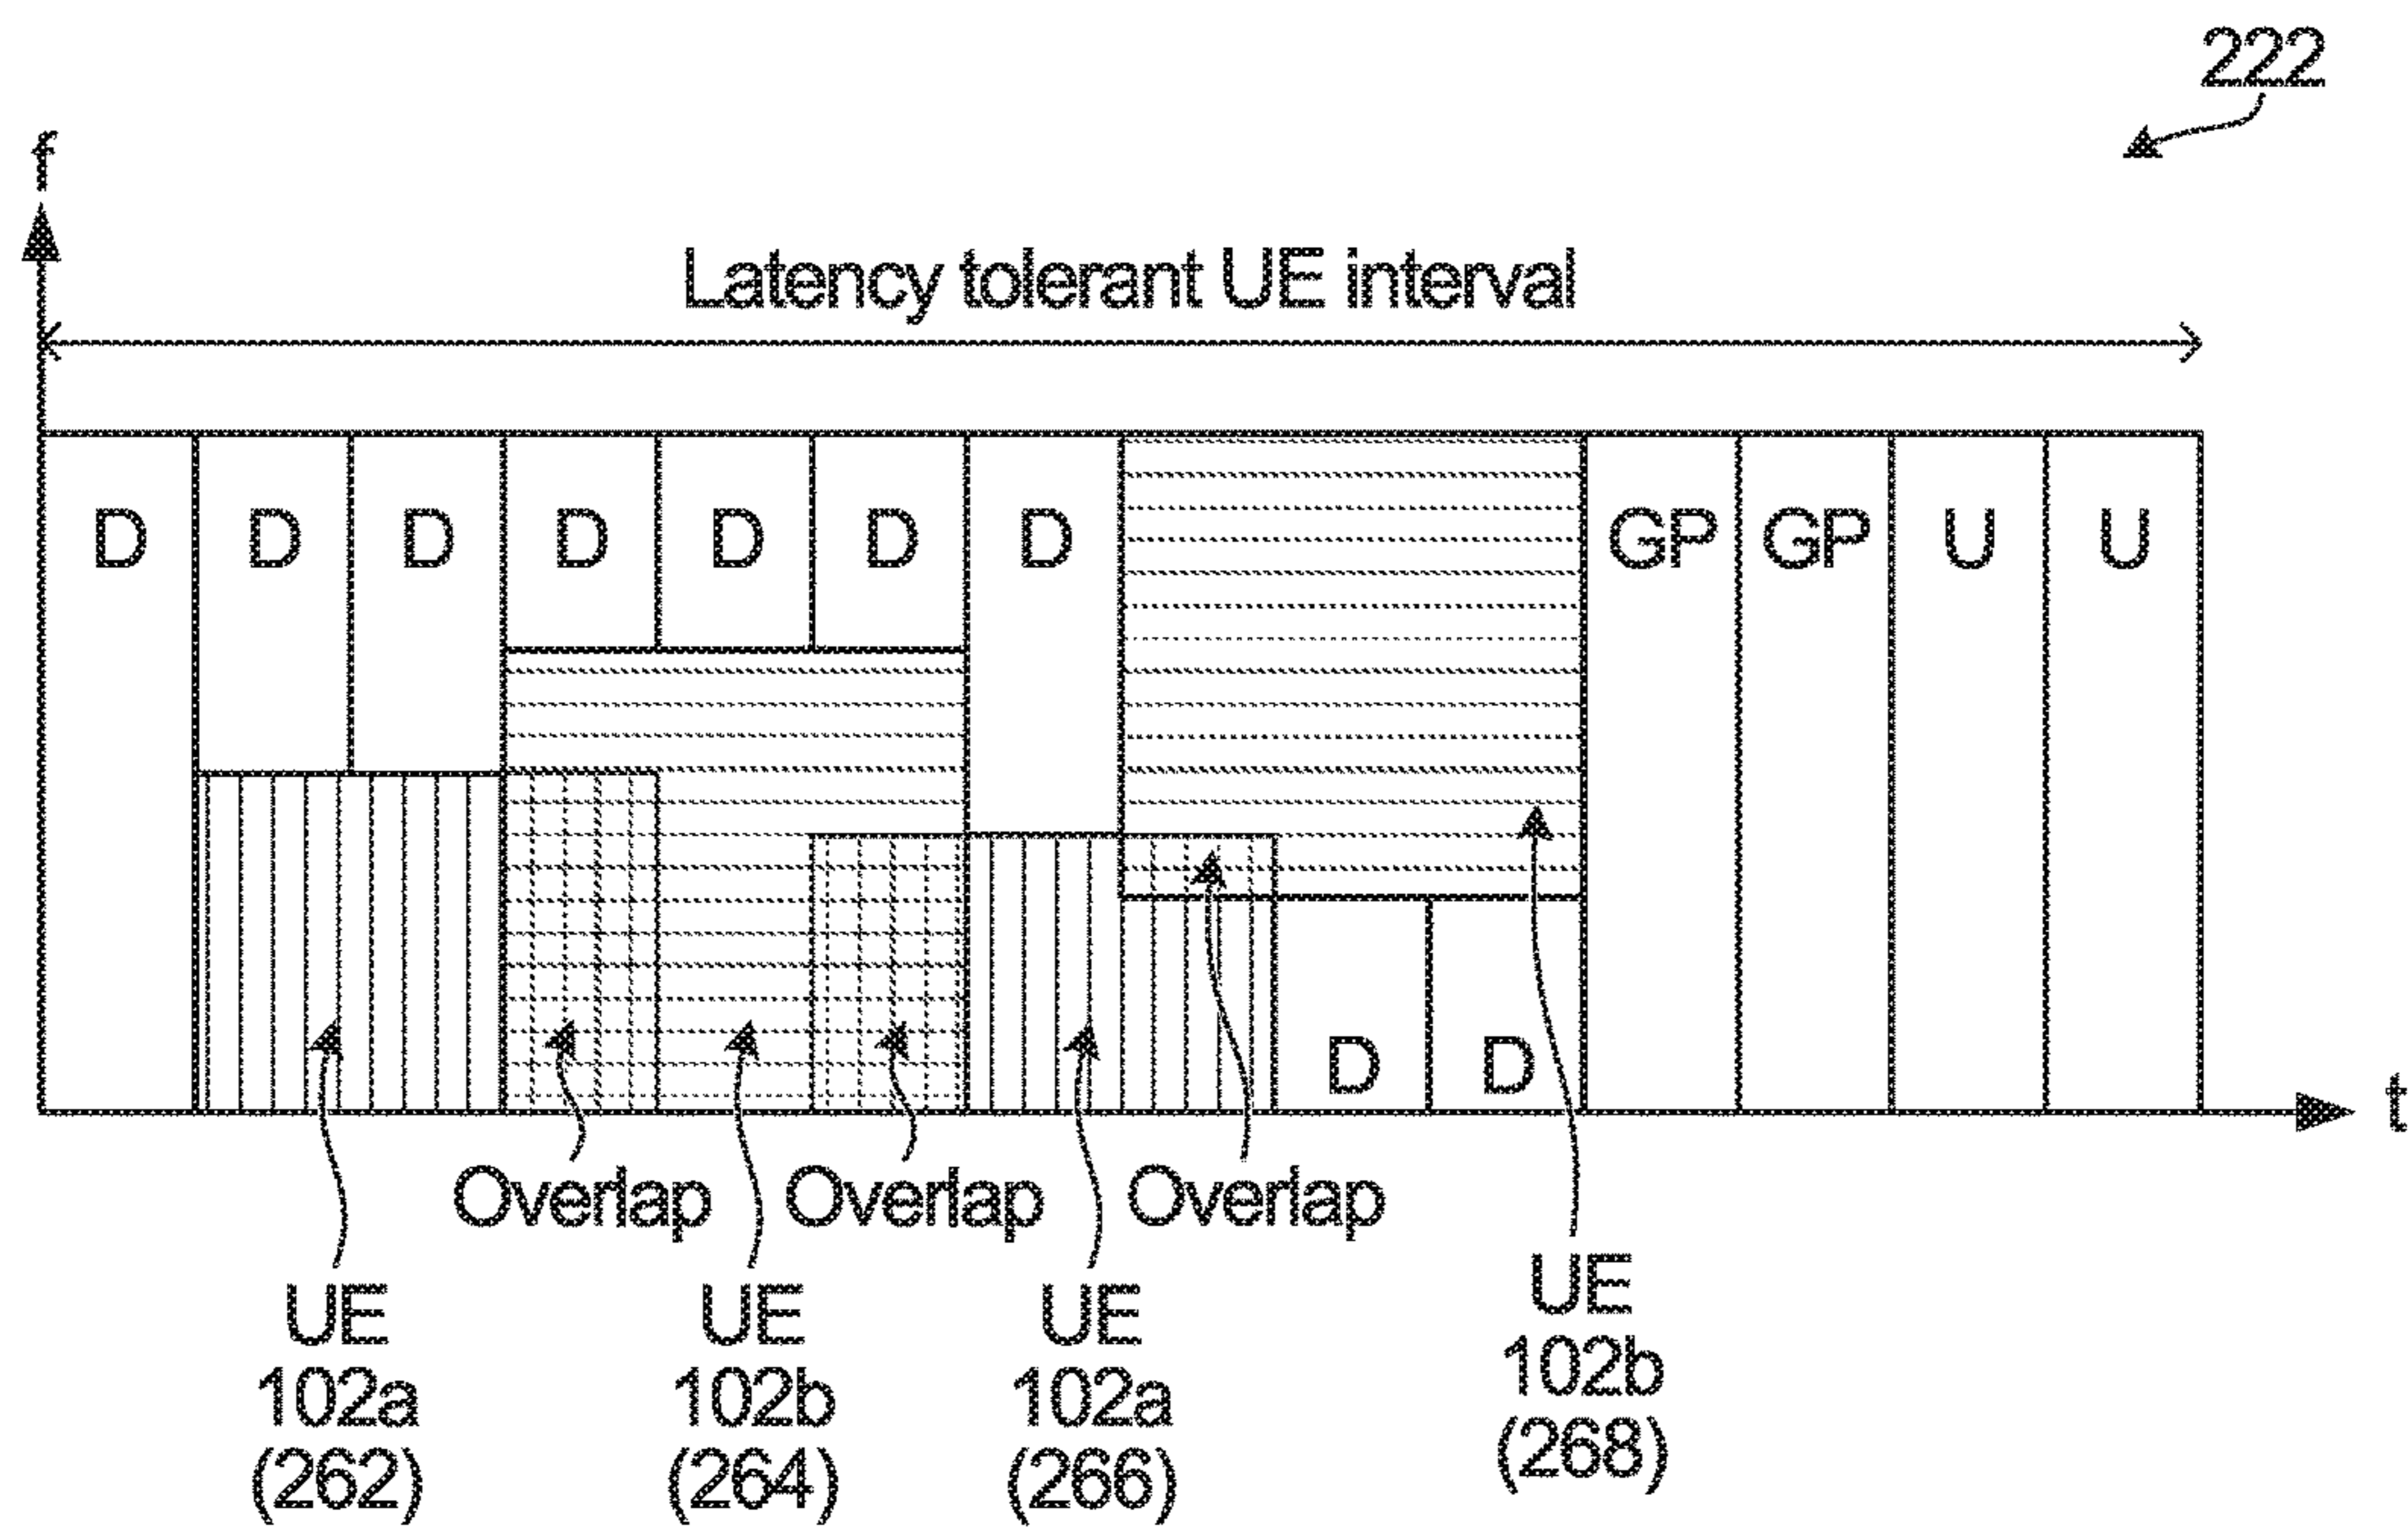 222
f
Latency tolerant UE interval
D D D D D D D GP GP U U
D D
t
Overlap Overlap Overlap
UE 102a (262)
UE 102b (264)
UE 102a (266)
UE 102b (268)